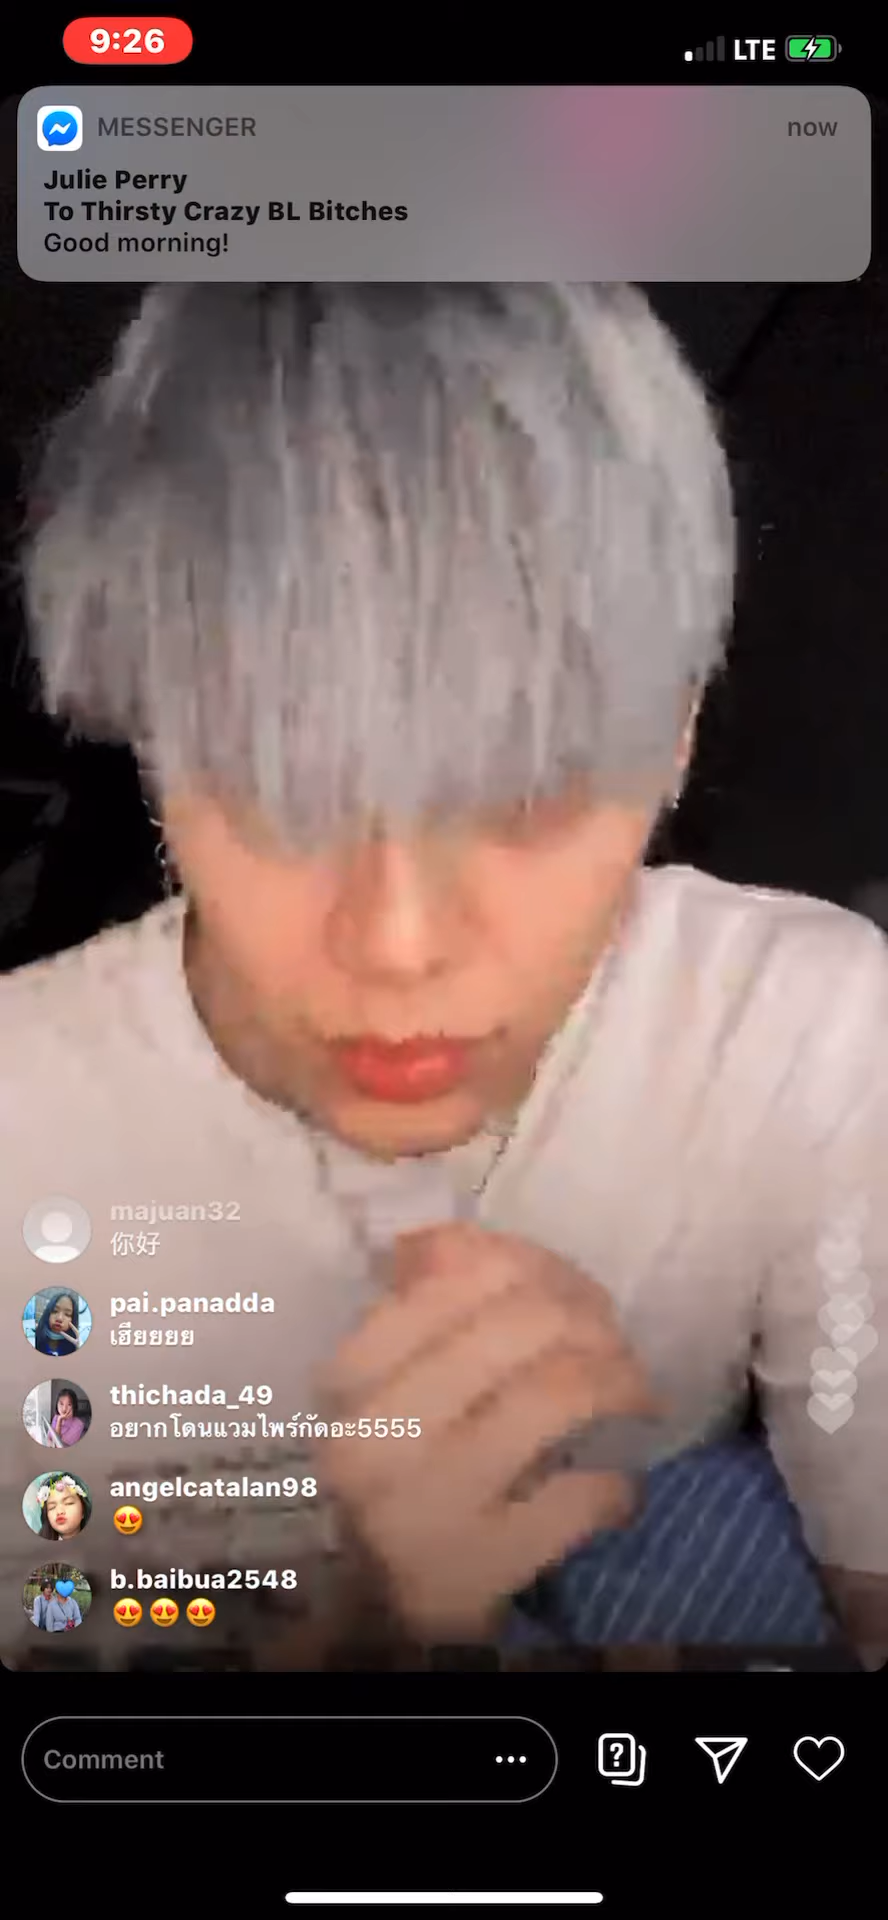 9:26
LTE
MESSENGER
now
Julie Perry
To Thirsty Crazy BL Bitches
Good morning!
majuan32
你好
pai.panadda
เฮียยยย
thichada_49
อยากโดนแวมไพร์กัดอะ5555
angelcatalan98
😍
b.baibua2548
😍😍😍
Comment